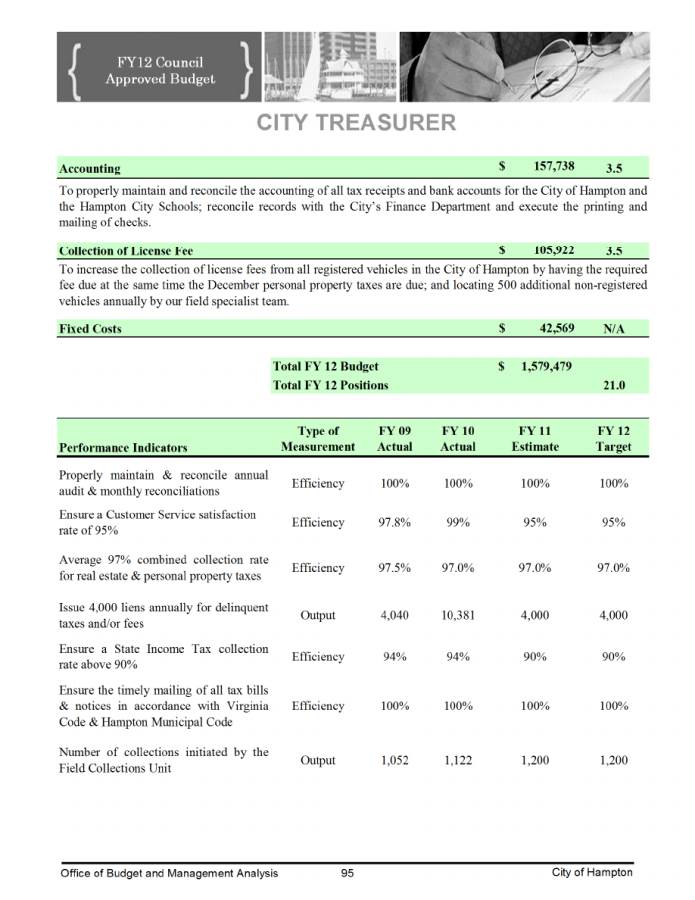 FY12 Council
Approved Budget
CITY TREASURER
Accounting $ 157,738 3.5
To properly maintain and reconcile the accounting of all tax receipts and bank accounts for the City of Hampton and
the Hampton City Schools; reconcile records with the City's Finance Department and execute the printing and
mailing of checks.
Collection of License Fee $ 105,922 3.5
To increase the collection of license fees from all registered vehicles in the City of Hampton by having the required
fee due at the same time the December personal property taxes are due; and locating 500 additional non-registered
vehicles annually by our field specialist team.
Fixed Costs $ 42,569 N/A
Total FY 12 Budget $ 1,579,479
Total FY 12 Positions 21.0
Type of FY 09 FY 10 FY 11 FY 12
Performance Indicators Measurement Actual Actual Estimate Target
Properly maintain & reconcile annual
audit & monthly reconciliations Efficiency 100% 100% 100% 100%
Ensure a Customer Service satisfaction
rate of 95% Efficiency 97.8% 99% 95% 95%
Average 97% combined collection rate
for real estate & personal property taxes Efficiency 97.5% 97.0% 97.0% 97.0%
Issue 4,000 liens annually for delinquent
taxes and/or fees Output 4,040 10,381 4,000 4,000
Ensure a State Income Tax collection
rate above 90% Efficiency 94% 94% 90% 90%
Ensure the timely mailing of all tax bills
& notices in accordance with Virginia Efficiency 100% 100% 100% 100%
Code & Hampton Municipal Code
Number of collections initiated by the
Field Collections Unit Output 1,052 1,122 1,200 1,200
Office of Budget and Management Analysis 95 City of Hampton